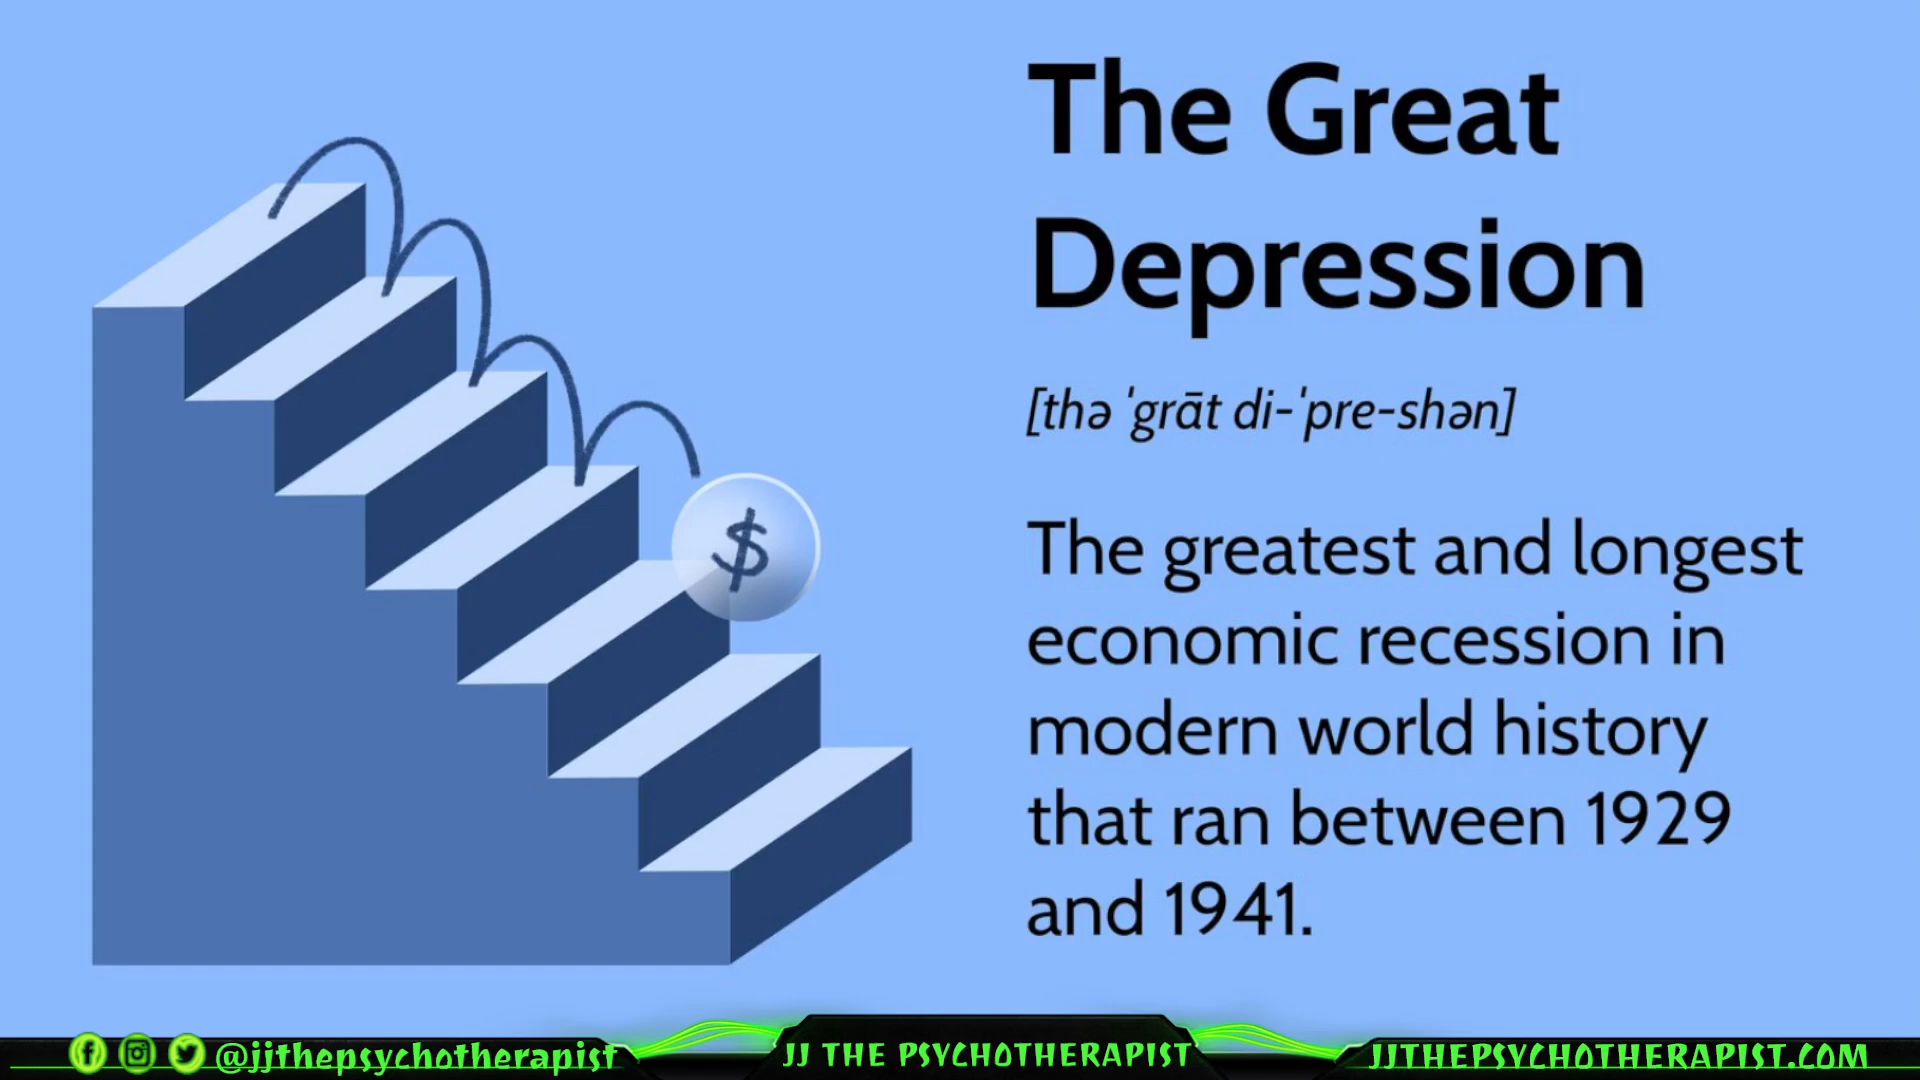 The Great
Depression
[thə ˈgrāt di-ˈpre-shən]
The greatest and longest
economic recession in
modern world history
that ran between 1929
and 1941.
$
@jjthepsychotherapist
JJ THE PSYCHOTHERAPIST
JJTHEPSYCHOTHERAPIST.COM